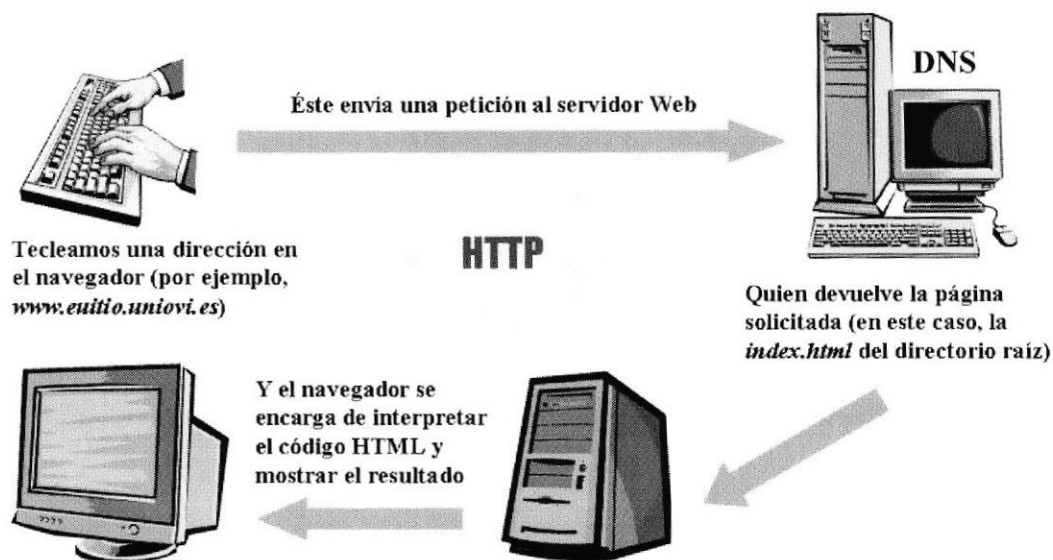 DNS
Éste envía una petición al servidor Web
Tecleamos una dirección en
el navegador (por ejemplo,
www.euitio.uniovi.es)
HTTP
Quien devuelve la página
solicitada (en este caso, la
index.html del directorio raíz)
Y el navegador se
encarga de interpretar
el código HTML y
mostrar el resultado